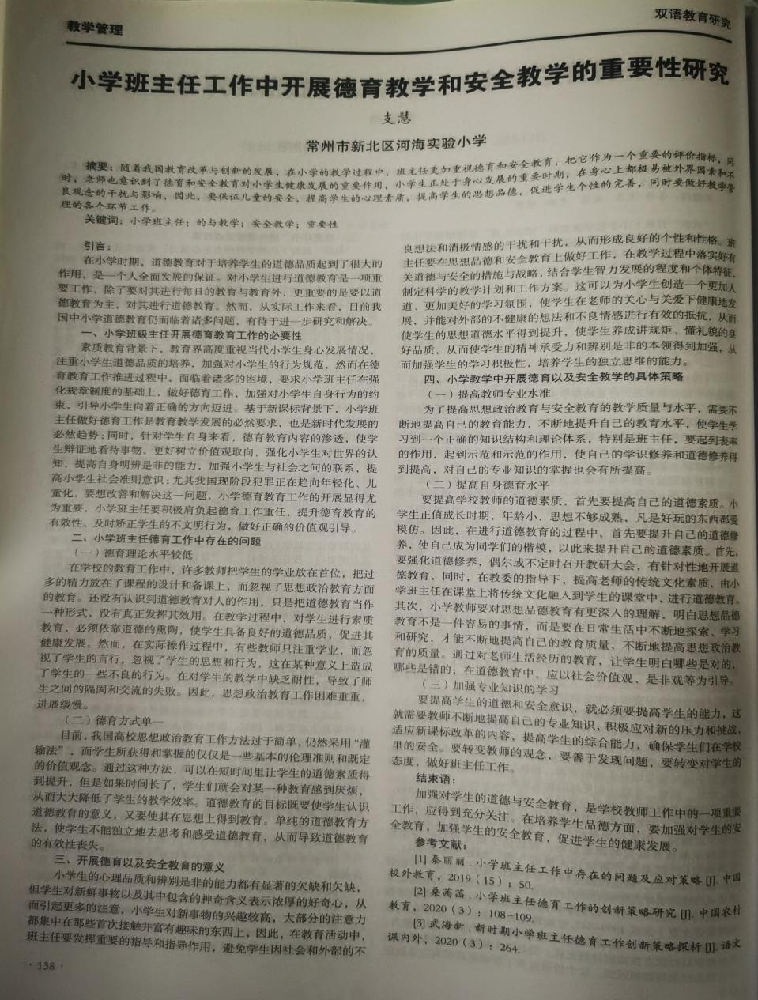 教学管理
双语教育研究
小学班主任工作中开展德育教学和安全教学的重要性研究
支慧
常州市新北区河海实验小学
摘要：随着我国教育改革与创新的发展，在小学的教学过程中，班主任更加重视德育和安全教育，把它作为一个重要的评价指标，同
时，老师也意识到了德育和安全教育对小学生健康发展的重要作用，小学生正处于身心发展的重要时期，在身心上都极易被外界因素和不
良观念的干扰与影响，因此，要保证儿童的安全、提高学生的心理素质，提高学生的思想品德，促进学生个性的完善，同时要做好教学管
理的各个环节工作。
关键词：小学班主任；的与教学；安全教学；重要性
引言：
在小学时期，道德教育对于培养学生的道德品质起到了很大的
作用，是一个人全面发展的保证。对小学生进行道德教育是一项重
要工作，除了要对其进行每日的教育与教育外，更重要的是要以道
德教育为主，对其进行道德教育。然而，从实际工作来看，目前我
国中小学道德教育仍面临着诸多问题，有待于进一步研究和解决。
一、小学班级主任开展德育教育工作的必要性
素质教育背景下，教育界高度重视当代小学生身心发展情况，
注重小学生道德品质的培养，加强对小学生的行为规范，然而在德
育教育工作推进过程中，面临着诸多的困境，要求小学班主任在强
化规章制度的基础上，做好德育工作，加强对小学生自身行为的约
束，引导小学生向着正确的方向迈进。基于新课标背景下，小学班
主任做好德育工作是教育教学发展的必然要求，也是新时代发展的
必然趋势；同时，针对学生自身来看，德育教育内容的渗透，使学
生辩证地看待事物，更好树立价值观取向，强化小学生对世界的认
知，提高自身明辨是非的能力，加强小学生与社会之间的联系，提
高小学生社会准则意识；尤其我国现阶段犯罪正在趋向年轻化、儿
童化，要想改善和解决这一问题，小学德育教育工作的开展显得尤
为重要，小学班主任要积极肩负起德育工作重任，提升德育教育的
有效性、及时矫正学生的不文明行为，做好正确的价值观引导。
二、小学班主任德育工作中存在的问题
（一）德育理论水平较低
在学校的教育工作中，许多教师把学生的学业放在首位，把过
多的精力放在了课程的设计和备课上，而忽视了思想政治教育方面
的教育。还没有认识到道德教育对人的作用，只是把道德教育当作
一种形式，没有真正发挥其效用。在教学过程中，对学生进行素质
教育，必须依靠道德的熏陶，使学生具备良好的道德品质，促进其
健康发展。然而，在实际操作过程中，有些教师只注重学业，而忽
视了学生的言行，忽视了学生的思想和行为，这在某种意义上造成
了学生的一些不良的行为。在对学生的教学中缺乏耐性，导致了师
生之间的隔阂和交流的失败。因此，思想政治教育工作困难重重，
进展缓慢。
（二）德育方式单一
目前，我国高校思想政治教育工作方法过于简单，仍然采用“灌
输法”，而学生所获得和掌握的仅仅是一些基本的伦理准则和既定
的价值观念。通过这种方法，可以在短时间里让学生的道德素质得
到提升，但是如果时间长了，学生们就会对某一种教育感到厌烦，
从而大大降低了学生的教学效率。道德教育的目标既要使学生认识
道德教育的意义，又要使其在思想上得到教育。单纯的道德教育方
法，使学生不能独立地去思考和感受道德教育，从而导致道德教育
的有效性丧失。
三、开展德育以及安全教育的意义
小学生的心理品质和辨别是非的能力都有显著的欠缺和欠缺，
但学生对新鲜事物以及其中包含的神奇含义表示浓厚的好奇心，从
而引起更多的注意，小学生对新事物的兴趣较高，大部分的注意力
都集中在那些首次接触并富有趣味的东西上，因此，在教育活动中，
班主任要发挥重要的指导和指导作用，避免学生因社会和外部的不
·138·
良想法和消极情感的干扰和干扰，从而形成良好的个性和性格。班
主任要在思想品德和安全教育上做好工作，在教学过程中落实好有
关道德与安全的措施与战略，结合学生智力发展的程度和个体特征，
制定科学的教学计划和工作方案。这可以为小学生创造一个更加人
道、更加美好的学习氛围，使学生在老师的关心与关爱下健康地发
展，并能对外部的不健康的想法和不良情感进行有效的抵抗，从而
使学生的思想道德水平得到提升，使学生养成讲规矩、懂礼貌的良
好品质，从而使学生的精神承受力和辨别是非的本领得到加强，从
而加强学生的学习积极性，培养学生的独立思维的能力。
四、小学教学中开展德育以及安全教学的具体策略
（一）提高教师专业水准
为了提高思想政治教育与安全教育的教学质量与水平，需要不
断地提高自己的教育能力，不断地提升自己的教育水平，使学生学
习到一个正确的知识结构和理论体系，特别是班主任，要起到表率
的作用，起到示范和示范的作用，使自己的学识修养和道德修养得
到提高，对自己的专业知识的掌握也会有所提高。
（二）提高自身德育水平
要提高学校教师的道德素质，首先要提高自己的道德素质。小
学生正值成长时期，年龄小，思想不够成熟，凡是好玩的东西都爱
模仿。因此，在进行道德教育的过程中，首先要提升自己的道德修
养，使自己成为同学们的楷模，以此来提升自己的道德素质。首先，
要强化道德修养，偶尔或不定时召开教研大会，有针对性地开展道
德教育，同时，在教委的指导下，提高老师的传统文化素质、由小
学班主任在课堂上将传统文化融入到学生的课堂中，进行道德教育。
其次，小学教师要对思想品德教育有更深入的理解，明白思想品德
教育不是一件容易的事情，而是要在日常生活中不断地探索、学习
和研究，才能不断地提高自己的教育质量，不断地提高思想政治教
育的质量。通过对老师生活经历的教育，让学生明白哪些是对的，
哪些是错的；在道德教育中，应以社会价值观、是非观等为引导。
（三）加强专业知识的学习
要提高学生的道德和安全意识，就必须要提高学生的能力，这
就需要教师不断地提高自己的专业知识，积极应对新的压力和挑战，
适应新课标改革的内容，提高学生的综合能力，确保学生们在学校
里的安全。要转变教师的观念，要善于发现问题，要转变对学生的
态度，做好班主任工作。
结束语：
加强对学生的道德与安全教育，是学校教师工作中的一项重要
工作，应得到充分关注。在培养学生品德方面，要加强对学生的安
全教育，加强学生的安全教育，促进学生的健康发展。
参考文献：
[1] 秦丽丽．小学班主任工作中存在的问题及应对策略 [J]．中国
校外教育，2019（15）：50.
[2] 桑茜茜．小学班主任德育工作的创新策略研究 [J]．中国农村
教育，2020（3）：108-109.
[3] 武海新．新时期小学班主任德育工作创新策略探析 [J]．语文
课内外，2020（3）：264.